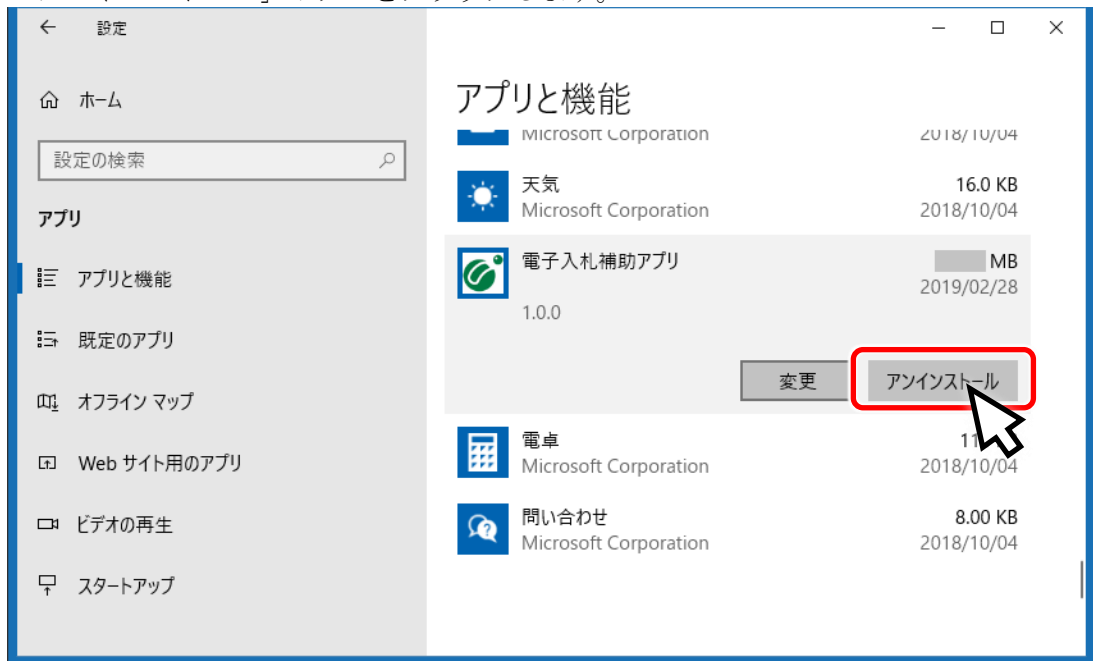 設定
ホーム
設定の検索
アプリ
アプリと機能
既定のアプリ
オフライン マップ
Web サイト用のアプリ
ビデオの再生
スタートアップ
アプリと機能
Microsoft Corporation 2018/10/04
天気 16.0 KB
Microsoft Corporation 2018/10/04
電子入札補助アプリ MB
2019/02/28
1.0.0
変更 アンインストール
電卓
Microsoft Corporation 2018/10/04
問い合わせ 8.00 KB
Microsoft Corporation 2018/10/04